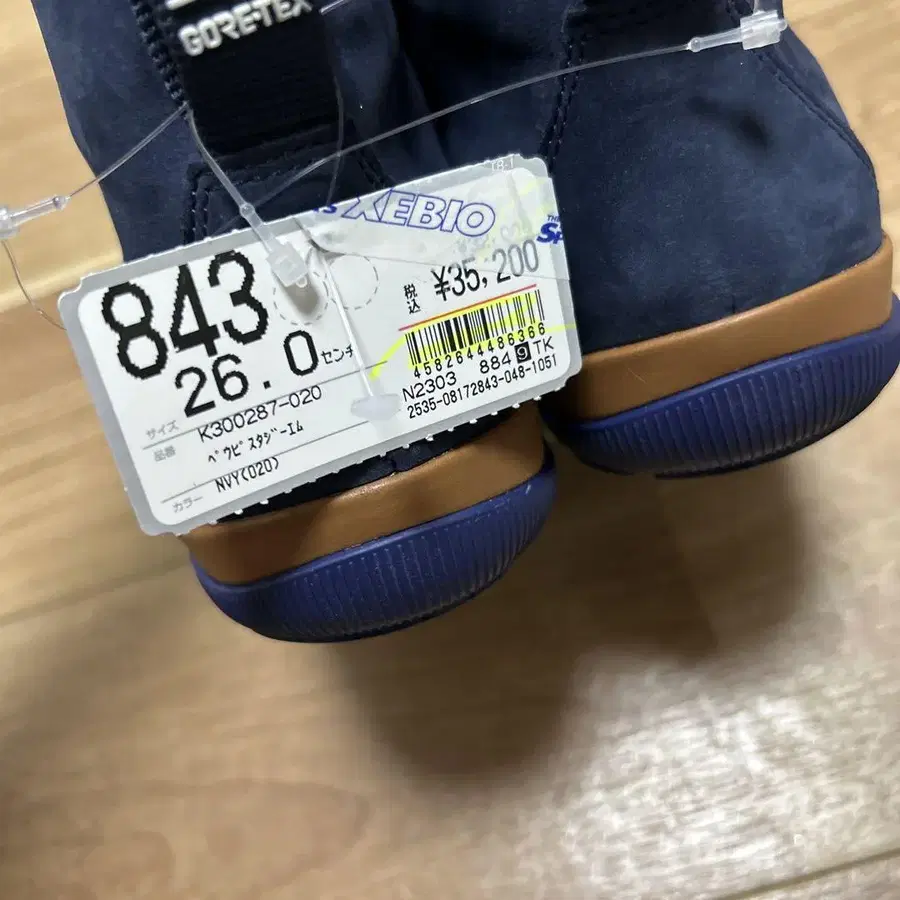 GORE-TEX
XEBIO
843
¥35,200
税込
26.0センチ
4582644486366
サイズ
K300287-020
N2303 884 9 TK
品番
ペウピスタジーエム
2535-08172843-048-1051
カラー
NVY(020)